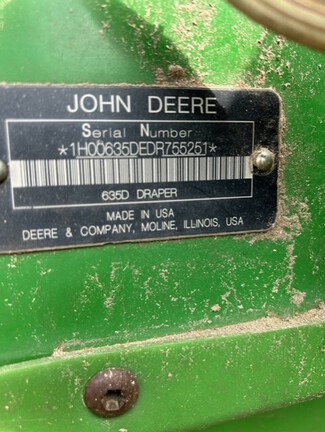 JOHN DEERE
Serial Number
*1H00635DEDR755251*
635D DRAPER
MADE IN USA
DEERE & COMPANY, MOLINE, ILLINOIS, USA